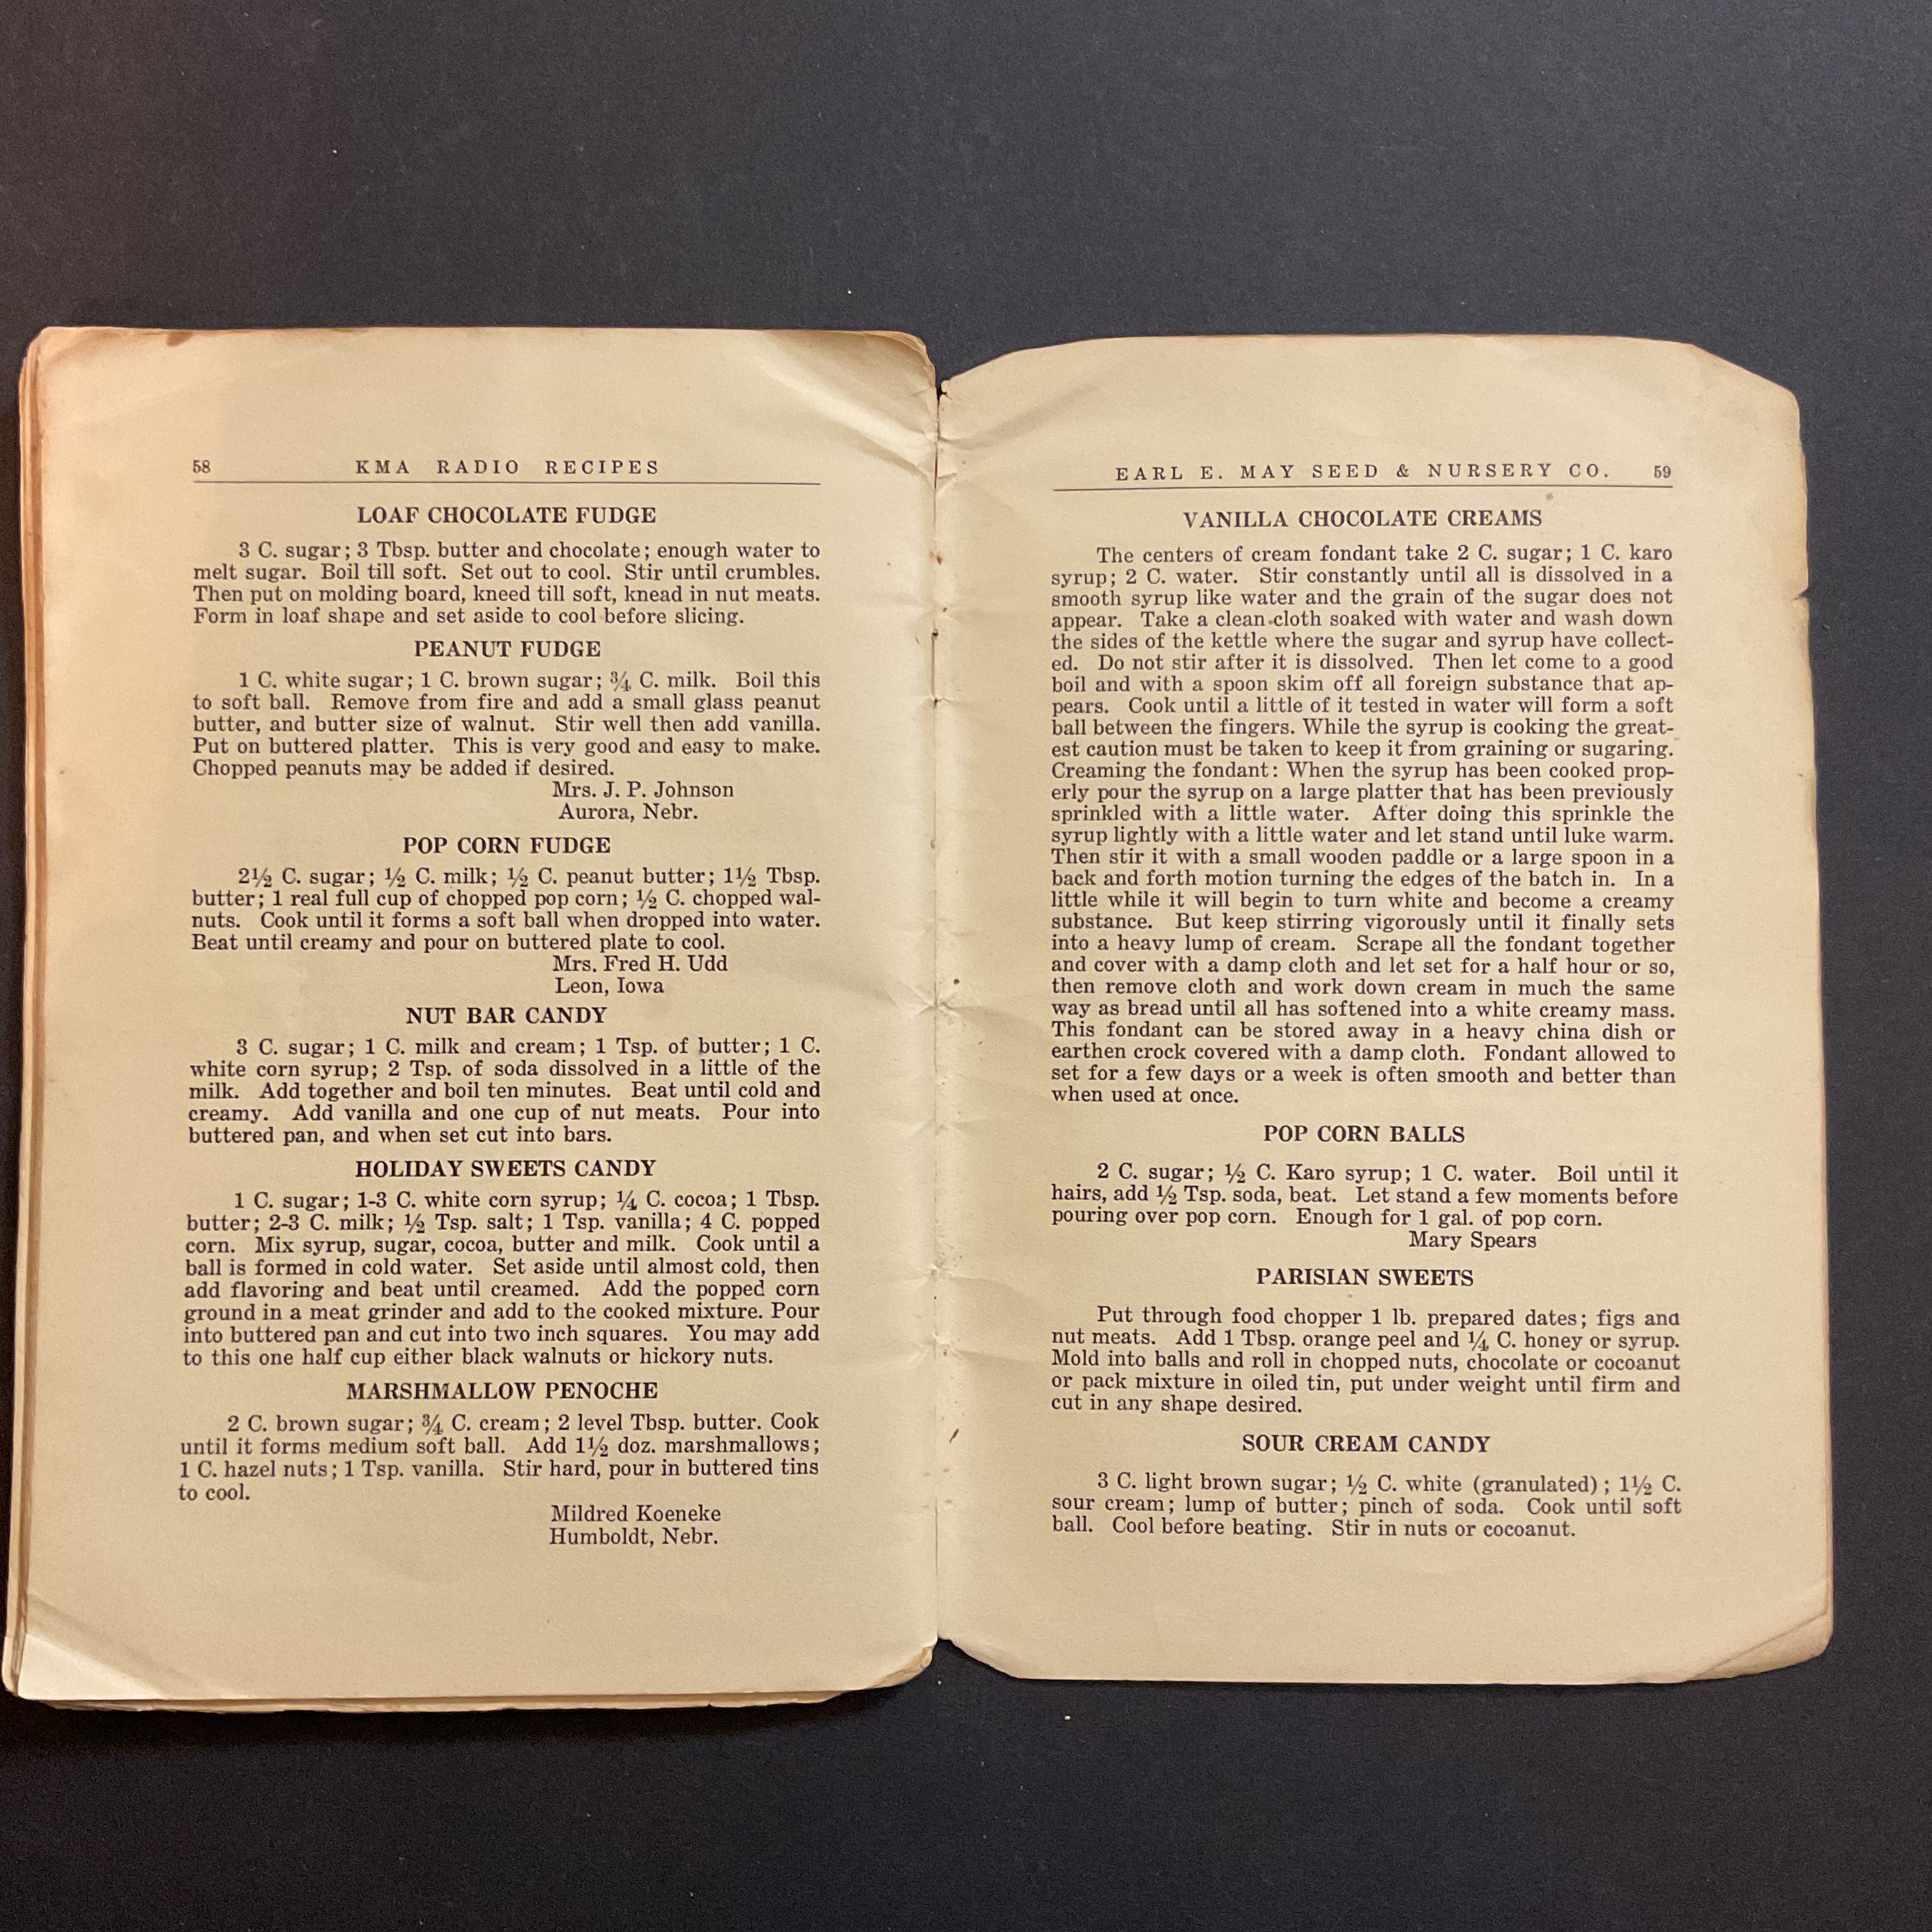 58 KMA RADIO RECIPES
LOAF CHOCOLATE FUDGE
3 C. sugar; 3 Tbsp. butter and chocolate; enough water to
melt sugar. Boil till soft. Set out to cool. Stir until crumbles.
Then put on molding board, kneed till soft, knead in nut meats.
Form in loaf shape and set aside to cool before slicing.
PEANUT FUDGE
1 C. white sugar; 1 C. brown sugar; ¾ C. milk. Boil this
to soft ball. Remove from fire and add a small glass peanut
butter, and butter size of walnut. Stir well then add vanilla.
Put on buttered platter. This is very good and easy to make.
Chopped peanuts may be added if desired.
Mrs. J. P. Johnson
Aurora, Nebr.
POP CORN FUDGE
2½ C. sugar; ½ C. milk; ½ C. peanut butter; 1½ Tbsp.
butter; 1 real full cup of chopped pop corn; ½ C. chopped wal-
nuts. Cook until it forms a soft ball when dropped into water.
Beat until creamy and pour on buttered plate to cool.
Mrs. Fred H. Udd
Leon, Iowa
NUT BAR CANDY
3 C. sugar; 1 C. milk and cream; 1 Tsp. of butter; 1 C.
white corn syrup; 2 Tsp. of soda dissolved in a little of the
milk. Add together and boil ten minutes. Beat until cold and
creamy. Add vanilla and one cup of nut meats. Pour into
buttered pan, and when set cut into bars.
HOLIDAY SWEETS CANDY
1 C. sugar; 1-3 C. white corn syrup; ¼ C. cocoa; 1 Tbsp.
butter; 2-3 C. milk; ½ Tsp. salt; 1 Tsp. vanilla; 4 C. popped
corn. Mix syrup, sugar, cocoa, butter and milk. Cook until a
ball is formed in cold water. Set aside until almost cold, then
add flavoring and beat until creamed. Add the popped corn
ground in a meat grinder and add to the cooked mixture. Pour
into buttered pan and cut into two inch squares. You may add
to this one half cup either black walnuts or hickory nuts.
MARSHMALLOW PENOCHE
2 C. brown sugar; ¾ C. cream; 2 level Tbsp. butter. Cook
until it forms medium soft ball. Add 1½ doz. marshmallows;
1 C. hazel nuts; 1 Tsp. vanilla. Stir hard, pour in buttered tins
to cool.
Mildred Koeneke
Humboldt, Nebr.
EARL E. MAY SEED & NURSERY CO. 59
VANILLA CHOCOLATE CREAMS
The centers of cream fondant take 2 C. sugar; 1 C. karo
syrup; 2 C. water. Stir constantly until all is dissolved in a
smooth syrup like water and the grain of the sugar does not
appear. Take a clean cloth soaked with water and wash down
the sides of the kettle where the sugar and syrup have collect-
ed. Do not stir after it is dissolved. Then let come to a good
boil and with a spoon skim off all foreign substance that ap-
pears. Cook until a little of it tested in water will form a soft
ball between the fingers. While the syrup is cooking the great-
est caution must be taken to keep it from graining or sugaring.
Creaming the fondant: When the syrup has been cooked prop-
erly pour the syrup on a large platter that has been previously
sprinkled with a little water. After doing this sprinkle the
syrup lightly with a little water and let stand until luke warm.
Then stir it with a small wooden paddle or a large spoon in a
back and forth motion turning the edges of the batch in. In a
little while it will begin to turn white and become a creamy
substance. But keep stirring vigorously until it finally sets
into a heavy lump of cream. Scrape all the fondant together
and cover with a damp cloth and let set for a half hour or so,
then remove cloth and work down cream in much the same
way as bread until all has softened into a white creamy mass.
This fondant can be stored away in a heavy china dish or
earthen crock covered with a damp cloth. Fondant allowed to
set for a few days or a week is often smooth and better than
when used at once.
POP CORN BALLS
2 C. sugar; ½ C. Karo syrup; 1 C. water. Boil until it
hairs, add ½ Tsp. soda, beat. Let stand a few moments before
pouring over pop corn. Enough for 1 gal. of pop corn.
Mary Spears
PARISIAN SWEETS
Put through food chopper 1 lb. prepared dates; figs and
nut meats. Add 1 Tbsp. orange peel and ¼ C. honey or syrup.
Mold into balls and roll in chopped nuts, chocolate or cocoanut
or pack mixture in oiled tin, put under weight until firm and
cut in any shape desired.
SOUR CREAM CANDY
3 C. light brown sugar; ½ C. white (granulated); 1½ C.
sour cream; lump of butter; pinch of soda. Cook until soft
ball. Cool before beating. Stir in nuts or cocoanut.